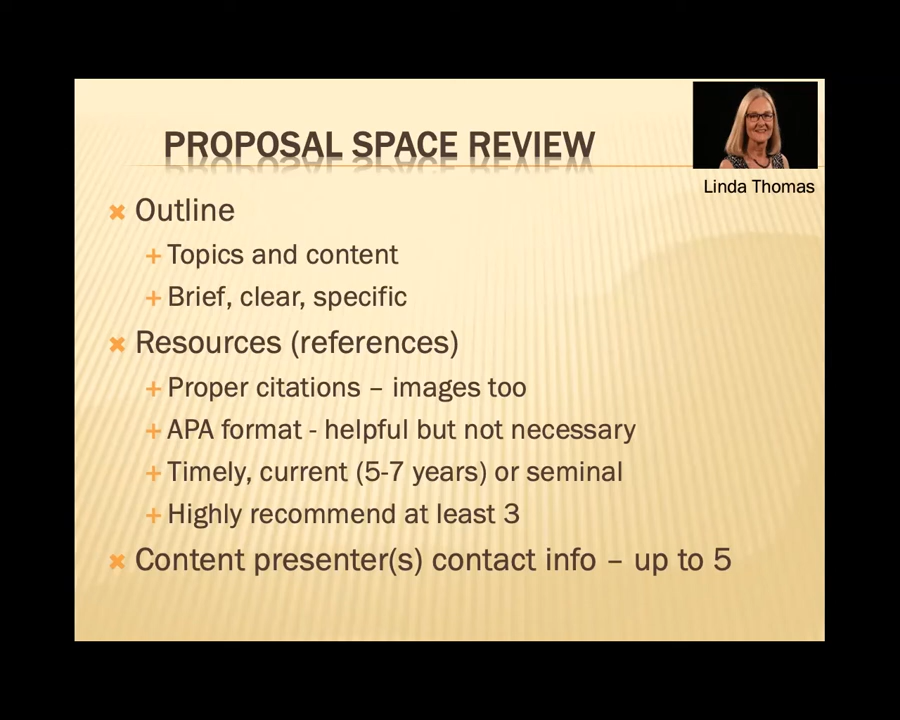 PROPOSAL SPACE REVIEW
Linda Thomas
Outline
Topics and content
Brief, clear, specific
Resources (references)
Proper citations – images too
APA format - helpful but not necessary
Timely, current (5-7 years) or seminal
Highly recommend at least 3
Content presenter(s) contact info – up to 5